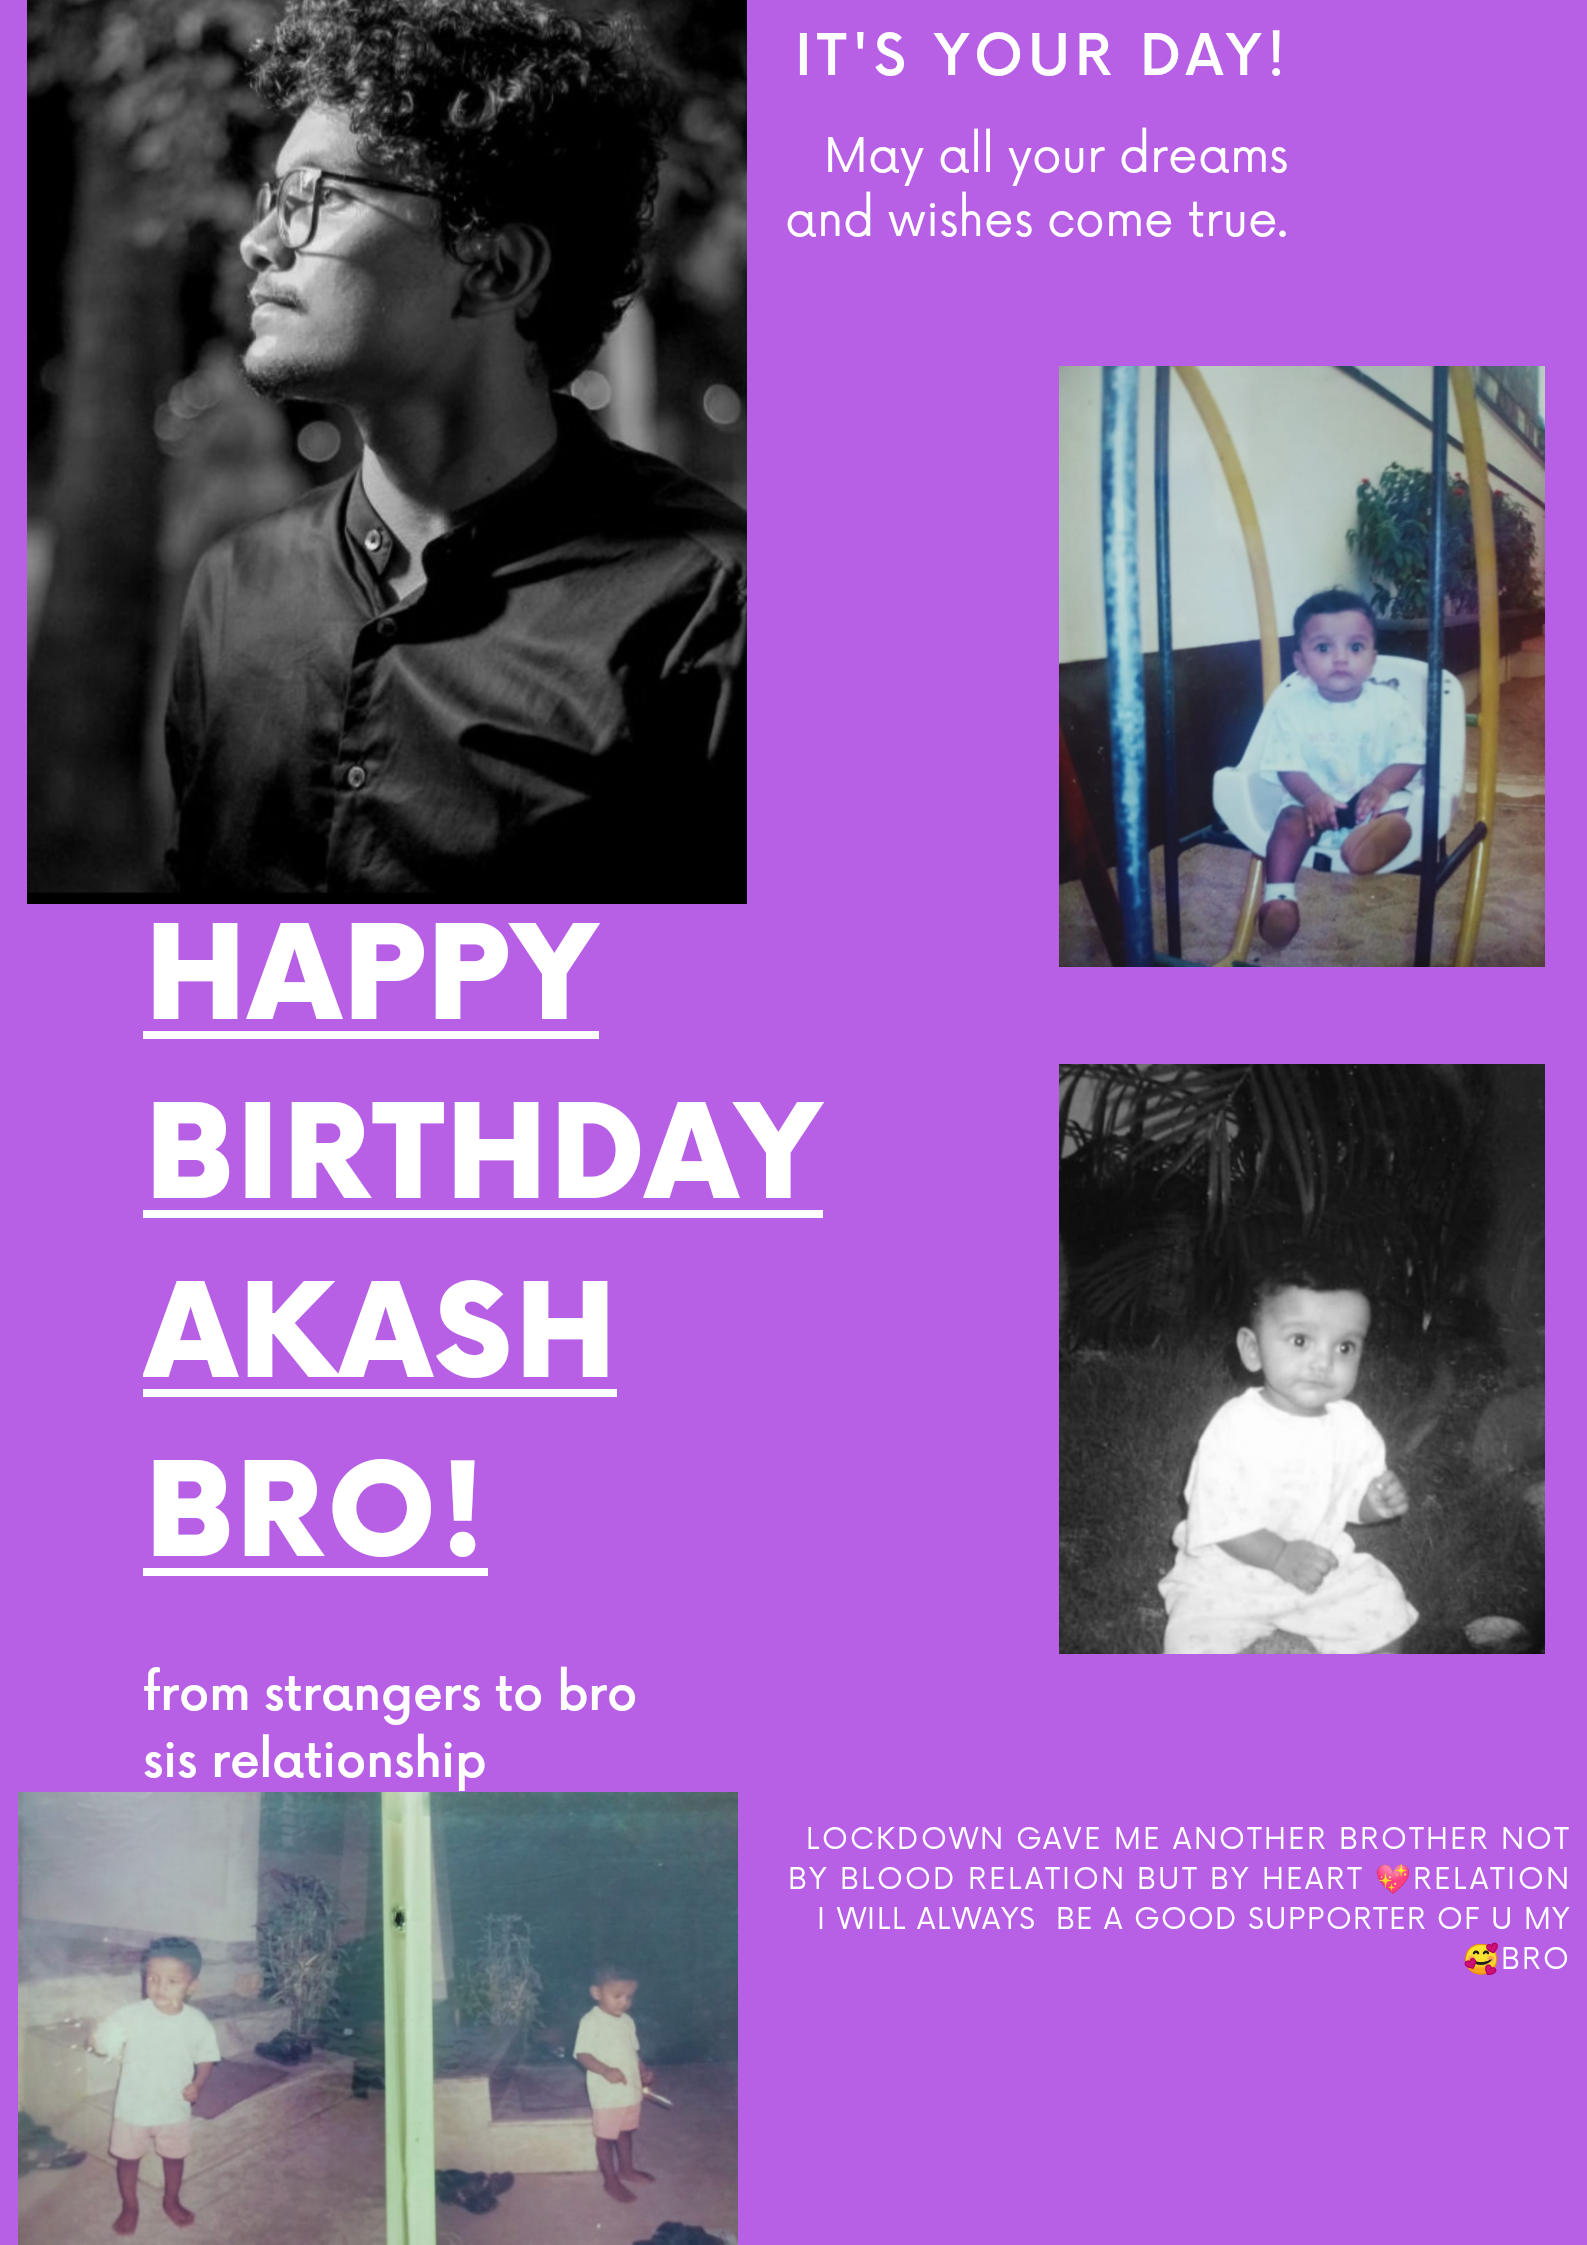 IT'S YOUR DAY!
May all your dreams
and wishes come true.
HAPPY
BIRTHDAY
AKASH
BRO!
from strangers to bro
sis relationship
LOCKDOWN GAVE ME ANOTHER BROTHER NOT
BY BLOOD RELATION BUT BY HEART 💖RELATION
I WILL ALWAYS  BE A GOOD SUPPORTER OF U MY
🥰BRO